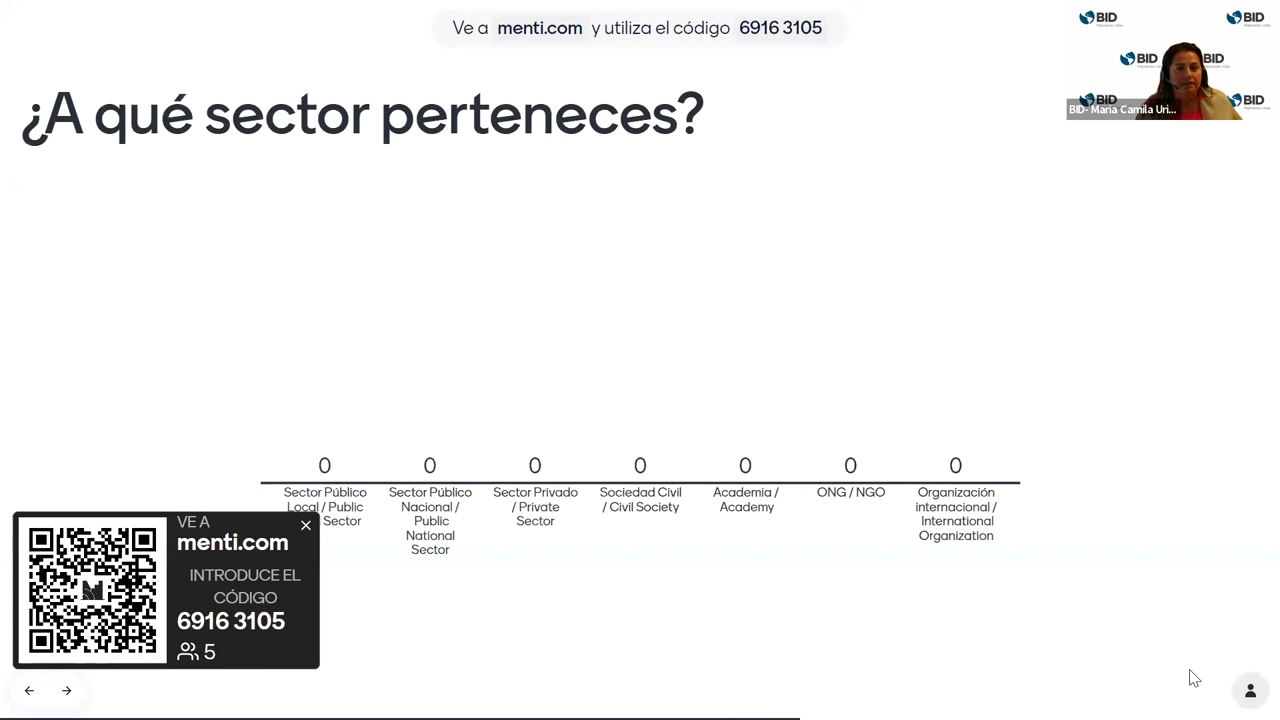 Ve a menti.com y utiliza el código 6916 3105
BID
BID
BID
BID
BID
BID
BID- Maria Camila Uri...
¿A qué sector perteneces?
0 0 0 0 0 0 0
Sector Público Local / Public Sector
Sector Público Nacional / Public National Sector
Sector Privado / Private Sector
Sociedad Civil / Civil Society
Academia / Academy
ONG / NGO
Organización internacional / International Organization
VE A
menti.com
INTRODUCE EL
CÓDIGO
6916 3105
5